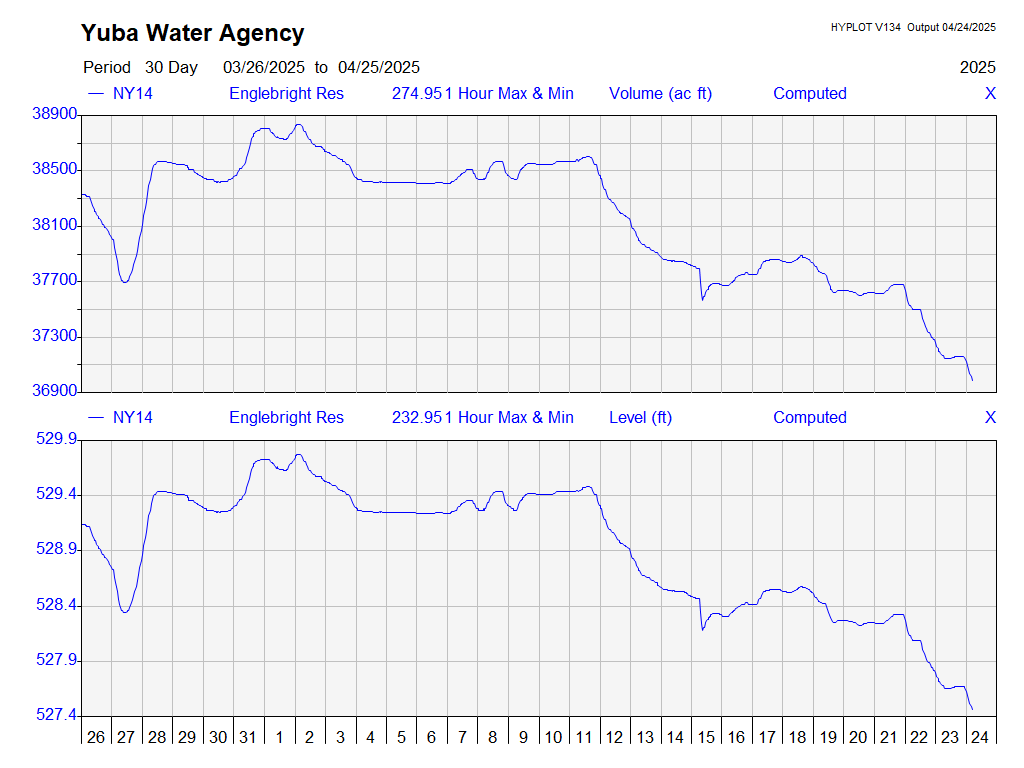 Yuba Water Agency
HYPLOT V134 Output 04/24/2025
Period 30 Day 03/26/2025 to 04/25/2025 2025
NY14 Englebright Res 274.95 1 Hour Max & Min Volume (ac ft) Computed X
38900
38500
38100
37700
37300
36900
NY14 Englebright Res 232.95 1 Hour Max & Min Level (ft) Computed X
529.9
529.4
528.9
528.4
527.9
527.4
26 27 28 29 30 31 1 2 3 4 5 6 7 8 9 10 11 12 13 14 15 16 17 18 19 20 21 22 23 24